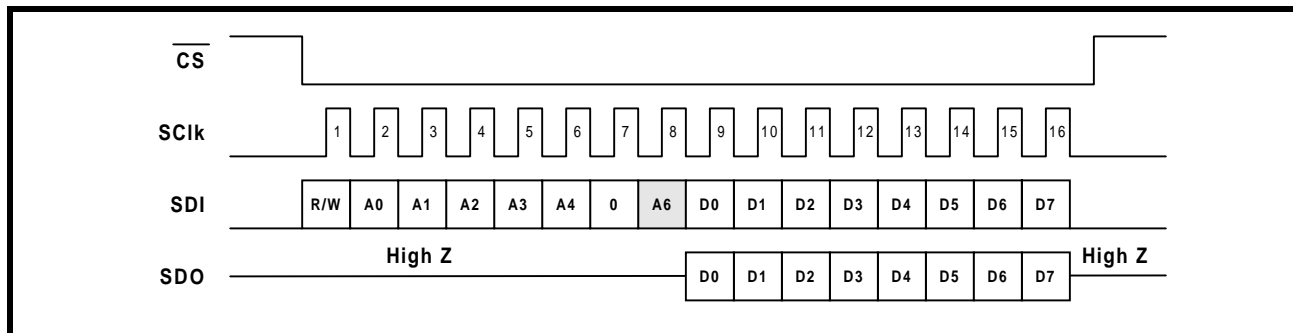 CS
SClk 1 2 3 4 5 6 7 8 9 10 11 12 13 14 15 16
SDI R/W A0 A1 A2 A3 A4 0 A6 D0 D1 D2 D3 D4 D5 D6 D7
High Z High Z
SDO D0 D1 D2 D3 D4 D5 D6 D7